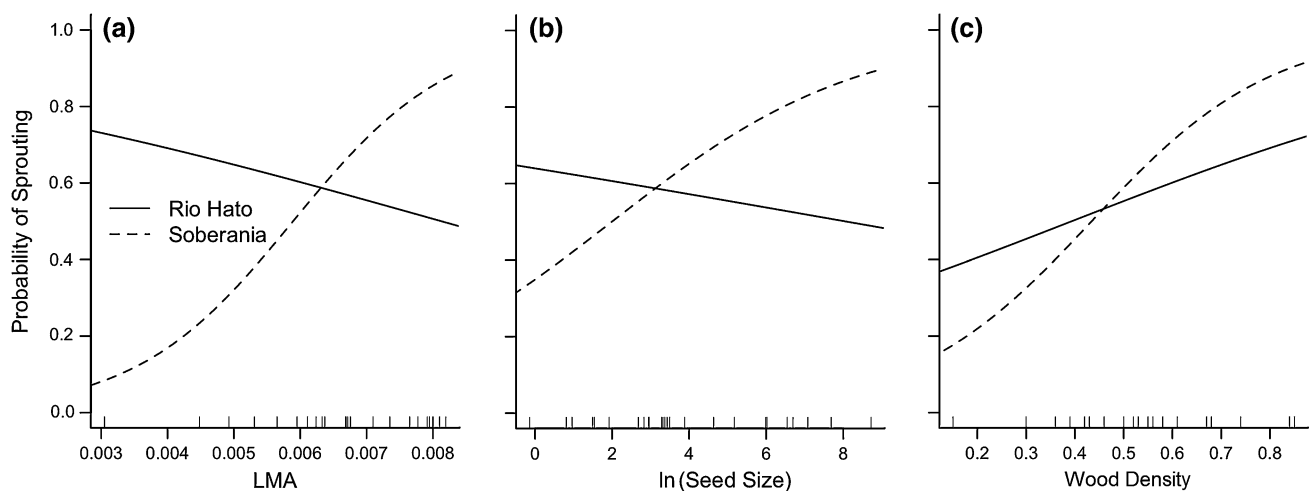 (a) (b) (c)
Probability of Sprouting
1.0
0.8
0.6
0.4
0.2
0.0
Rio Hato
Soberania
0.003 0.004 0.005 0.006 0.007 0.008
LMA
0 2 4 6 8
ln(Seed Size)
0.2 0.3 0.4 0.5 0.6 0.7 0.8
Wood Density